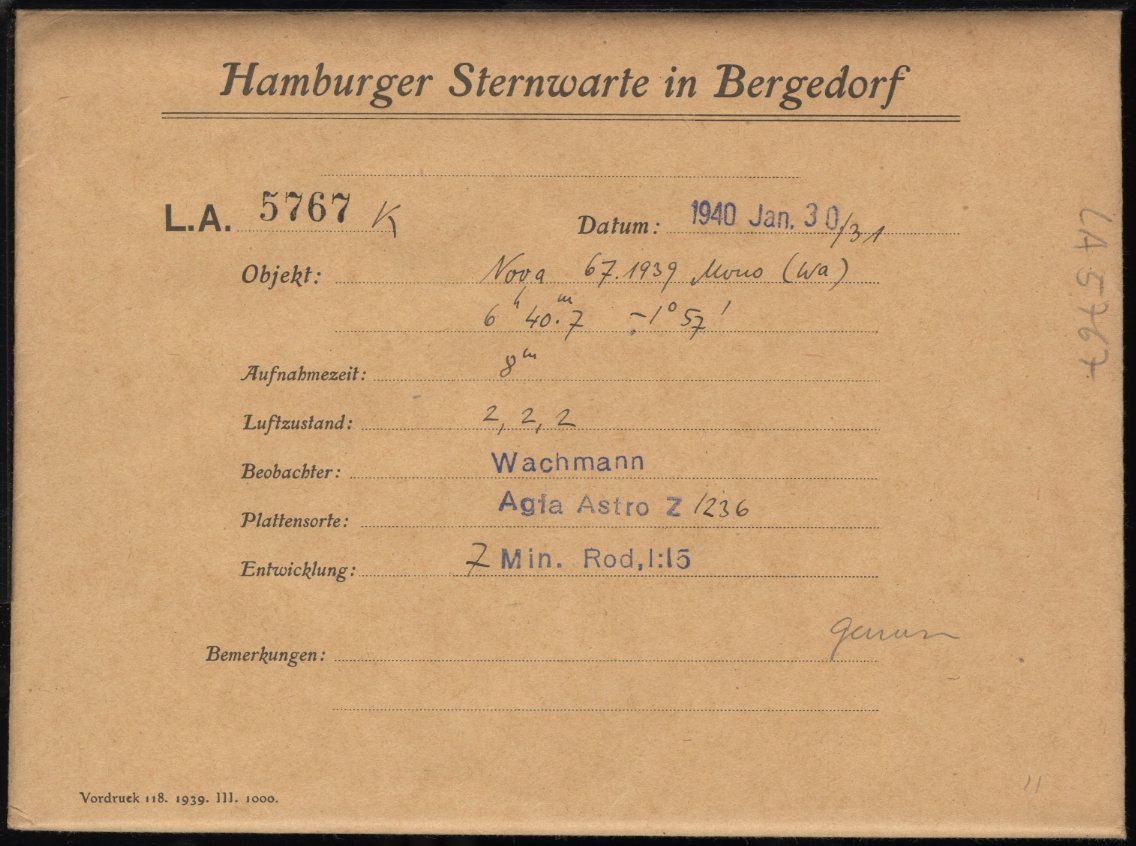 Hamburger Sternwarte in Bergedorf
L.A. 5767 K Datum: 1940 Jan. 30/31
Objekt: Nova 67.1939 Mono (Wa)
6h 40.m7 -1° 57'
Aufnahmezeit: 8m
Luftzustand: 2, 2, 2
Beobachter: Wachmann
Plattensorte: Agfa Astro Z 1236
Entwicklung: 7 Min. Rod,1:15
Bemerkungen:
Vordruck 118. 1939. III. 1000.
LA 5767